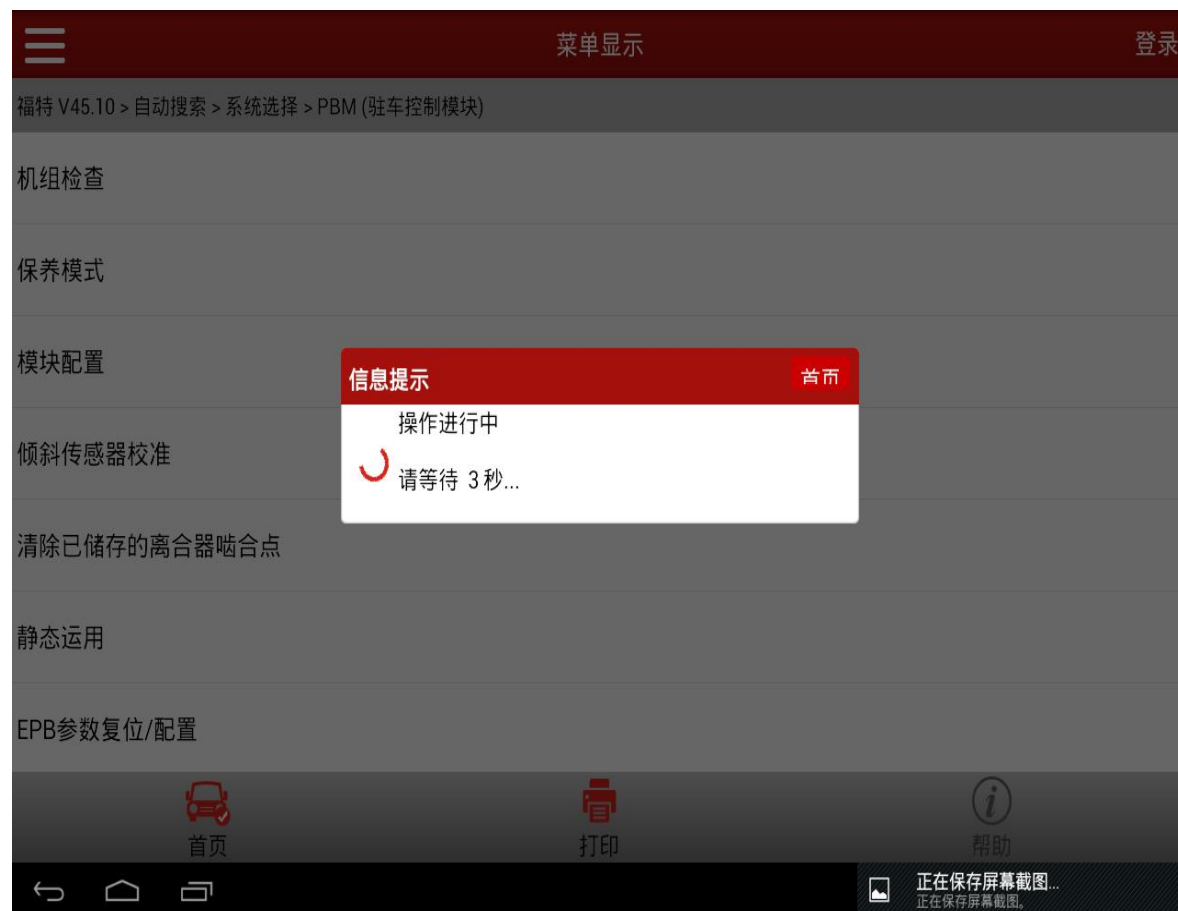 菜单显示
登录
福特 V45.10 > 自动搜索 > 系统选择 > PBM (驻车控制模块)
机组检查
保养模式
模块配置
信息提示
首页
操作进行中
请等待 3 秒...
倾斜传感器校准
清除已储存的离合器啮合点
静态运用
EPB参数复位/配置
首页
打印
帮助
正在保存屏幕截图...
正在保存屏幕截图。